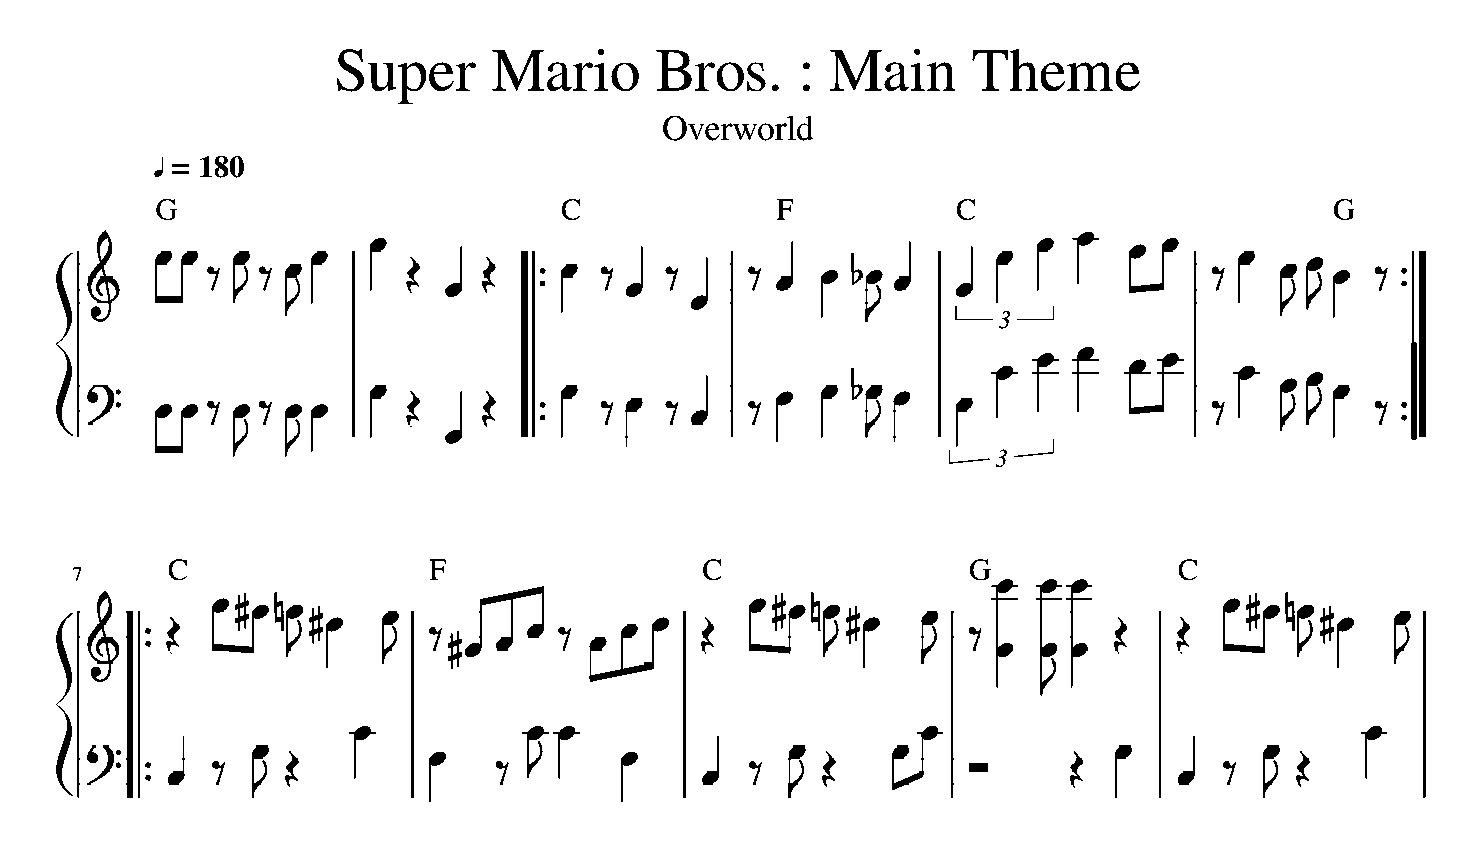 Super Mario Bros. : Main Theme
Overworld
♩ = 180
G C F C G
3
3
7 C F C G C